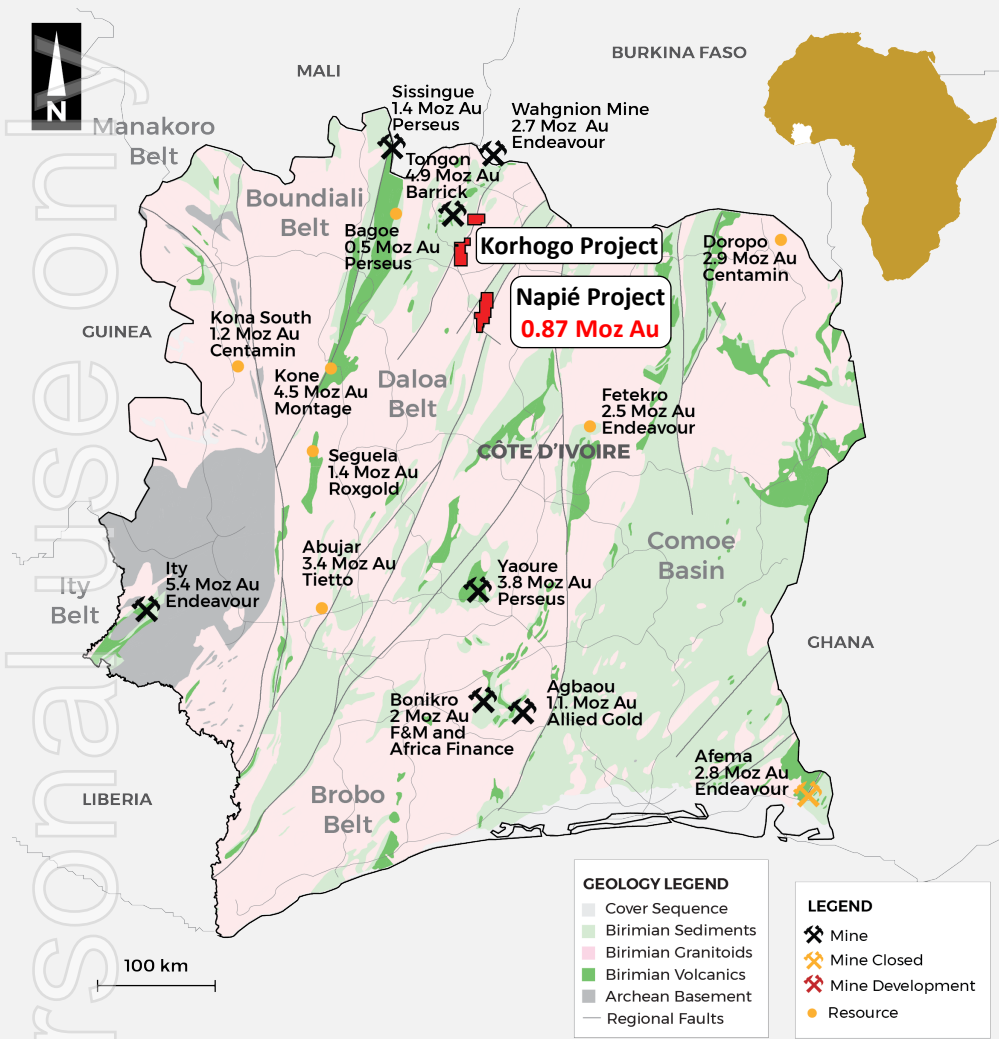 N
MALI
BURKINA FASO
Manakoro
Belt
Sissingue
1.4 Moz Au
Perseus
Wahgnion Mine
2.7 Moz Au
Endeavour
Tongon
4.9 Moz Au
Barrick
Boundiali
Belt
Bagoe
0.5 Moz Au
Perseus
Korhogo Project
Doropo
2.9 Moz Au
Centamin
Napié Project
0.87 Moz Au
GUINEA
Kona South
1.2 Moz Au
Centamin
Kone
4.5 Moz Au
Montage
Daloa
Belt
Fetekro
2.5 Moz Au
Endeavour
CÔTE D'IVOIRE
Seguela
1.4 Moz Au
Roxgold
Comoe
Basin
Abujar
3.4 Moz Au
Tietto
Ity
5.4 Moz Au
Endeavour
Ity
Belt
Yaoure
3.8 Moz Au
Perseus
GHANA
Bonikro
2 Moz Au
F&M and
Africa Finance
Agbaou
1.1. Moz Au
Allied Gold
Afema
2.8 Moz Au
Endeavour
LIBERIA
Brobo
Belt
100 km
GEOLOGY LEGEND
Cover Sequence
Birimian Sediments
Birimian Granitoids
Birimian Volcanics
Archean Basement
Regional Faults
LEGEND
Mine
Mine Closed
Mine Development
Resource
rsonal use only